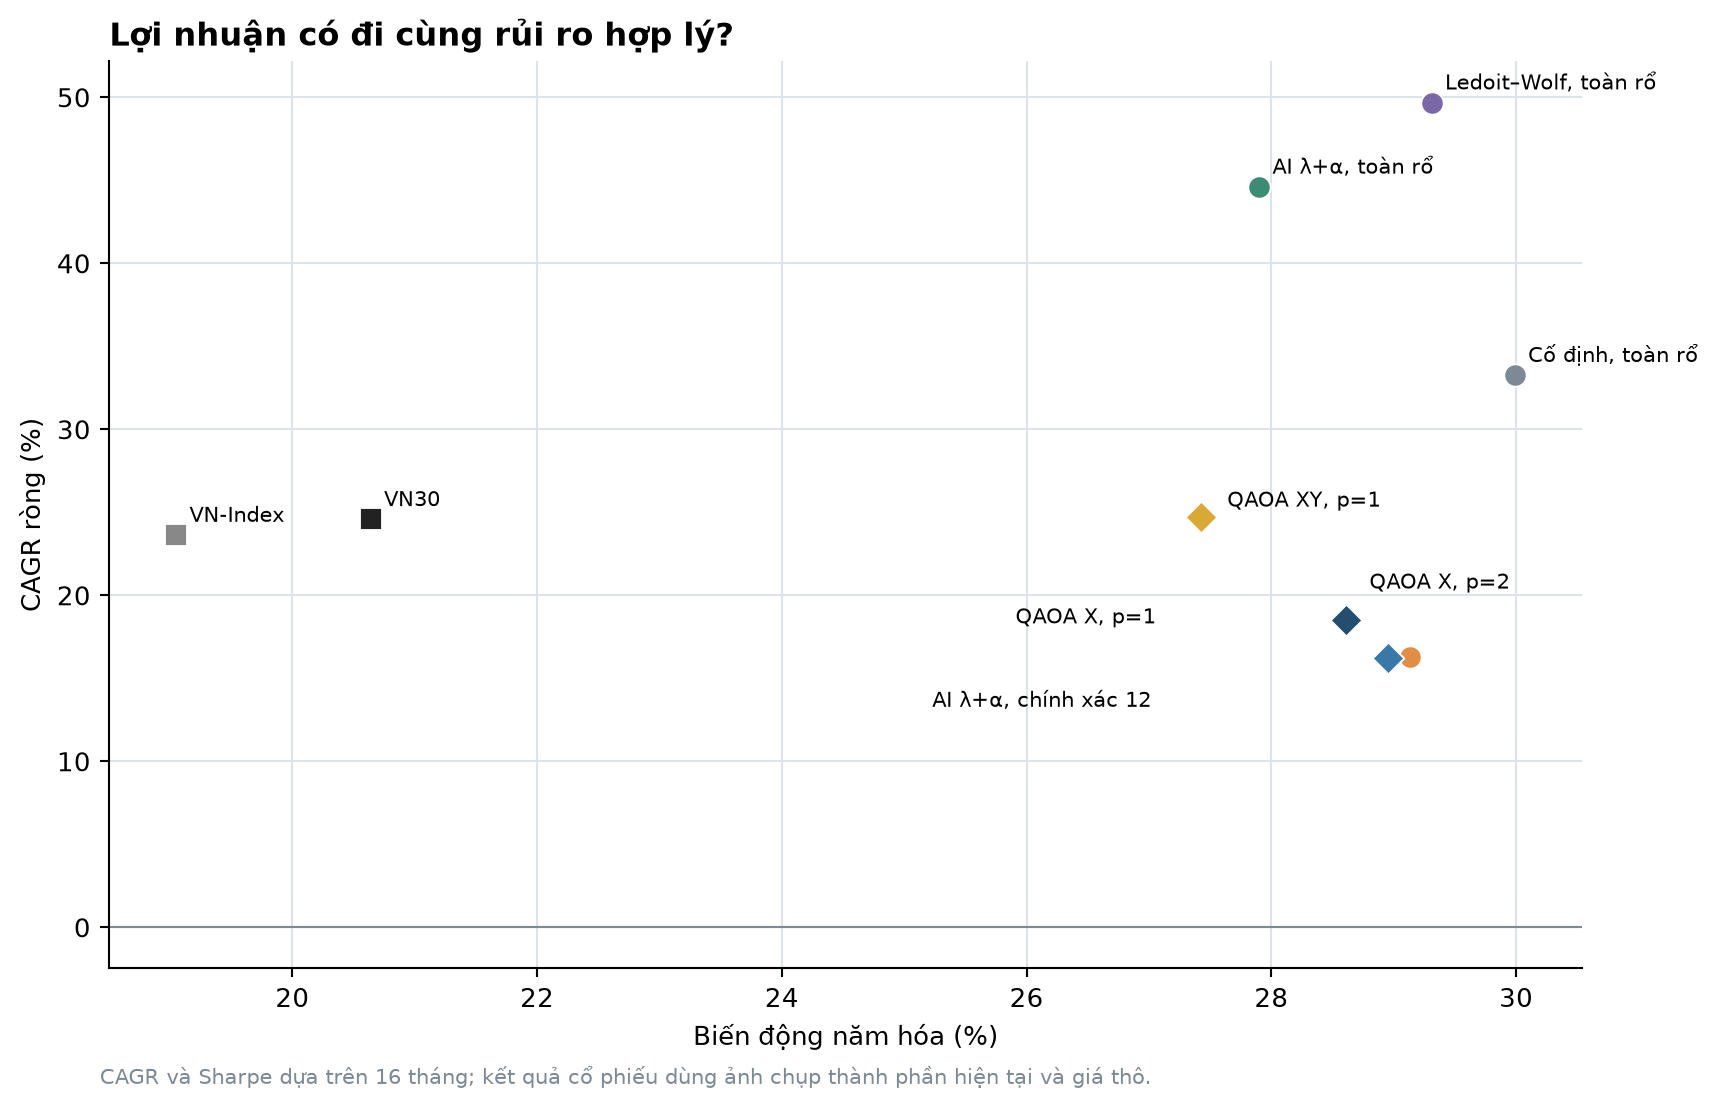 Lợi nhuận có đi cùng rủi ro hợp lý?
Ledoit–Wolf, toàn rổ
AI λ+α, toàn rổ
Cố định, toàn rổ
VN-Index
VN30
QAOA XY, p=1
QAOA X, p=2
QAOA X, p=1
AI λ+α, chính xác 12
CAGR ròng (%)
50
40
30
20
10
0
20 22 24 26 28 30
Biến động năm hóa (%)
CAGR và Sharpe dựa trên 16 tháng; kết quả cổ phiếu dùng ảnh chụp thành phần hiện tại và giá thô.